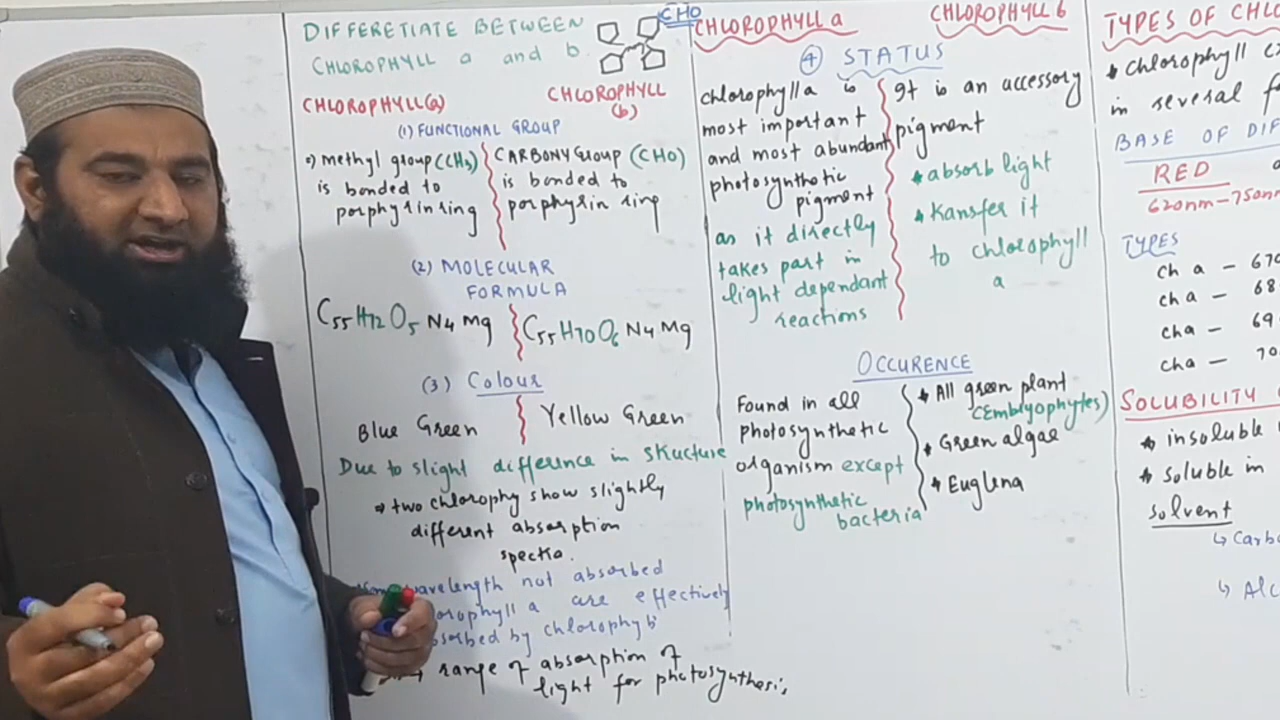 DIFFERETIATE BETWEEN
CHLOROPHYLL a and b
CHO
CHLOROPHYLL(a)
CHLOROPHYLL
(b)
(1) FUNCTIONAL GROUP
methyl group (CH3)
is bonded to
porphyrin ring
CARBONY Group (CHO)
is bonded to
porphyrin ring
(2) MOLECULAR
FORMULA
C55H72O5N4Mg
C55H70O6N4Mg
(3) Colour
Blue Green
Yellow Green
Due to slight difference in structure
⇒ two chlorophy show slightly
different absorption
spectra.
wavelength not absorbed
a are effectively
by chlorophy b
range of absorption of
light for photosynthesis,
CHLOROPHYLL a
CHLOROPHYLL b
(4) STATUS
chlorophyll a is
most important
and most abundant
photosynthetic
pigment
as it directly
takes part in
light dependant
reactions
It is an accessory
pigment
* absorb light
* transfer it
to chlorophyll
a
OCCURENCE
Found in all
photosynthetic
organism except
photosynthetic
bacteria
* All green plant
(Embryophytes)
* Green algae
* Euglena
TYPES OF CHLO
* chlorophyll
in several
BASE OF DIF
RED
620nm-750nm
TYPES
ch a - 670
ch a - 68
cha - 69
cha - 70
SOLUBILITY
* insoluble
* soluble in
solvent
↳ Carbo
↳ Alc